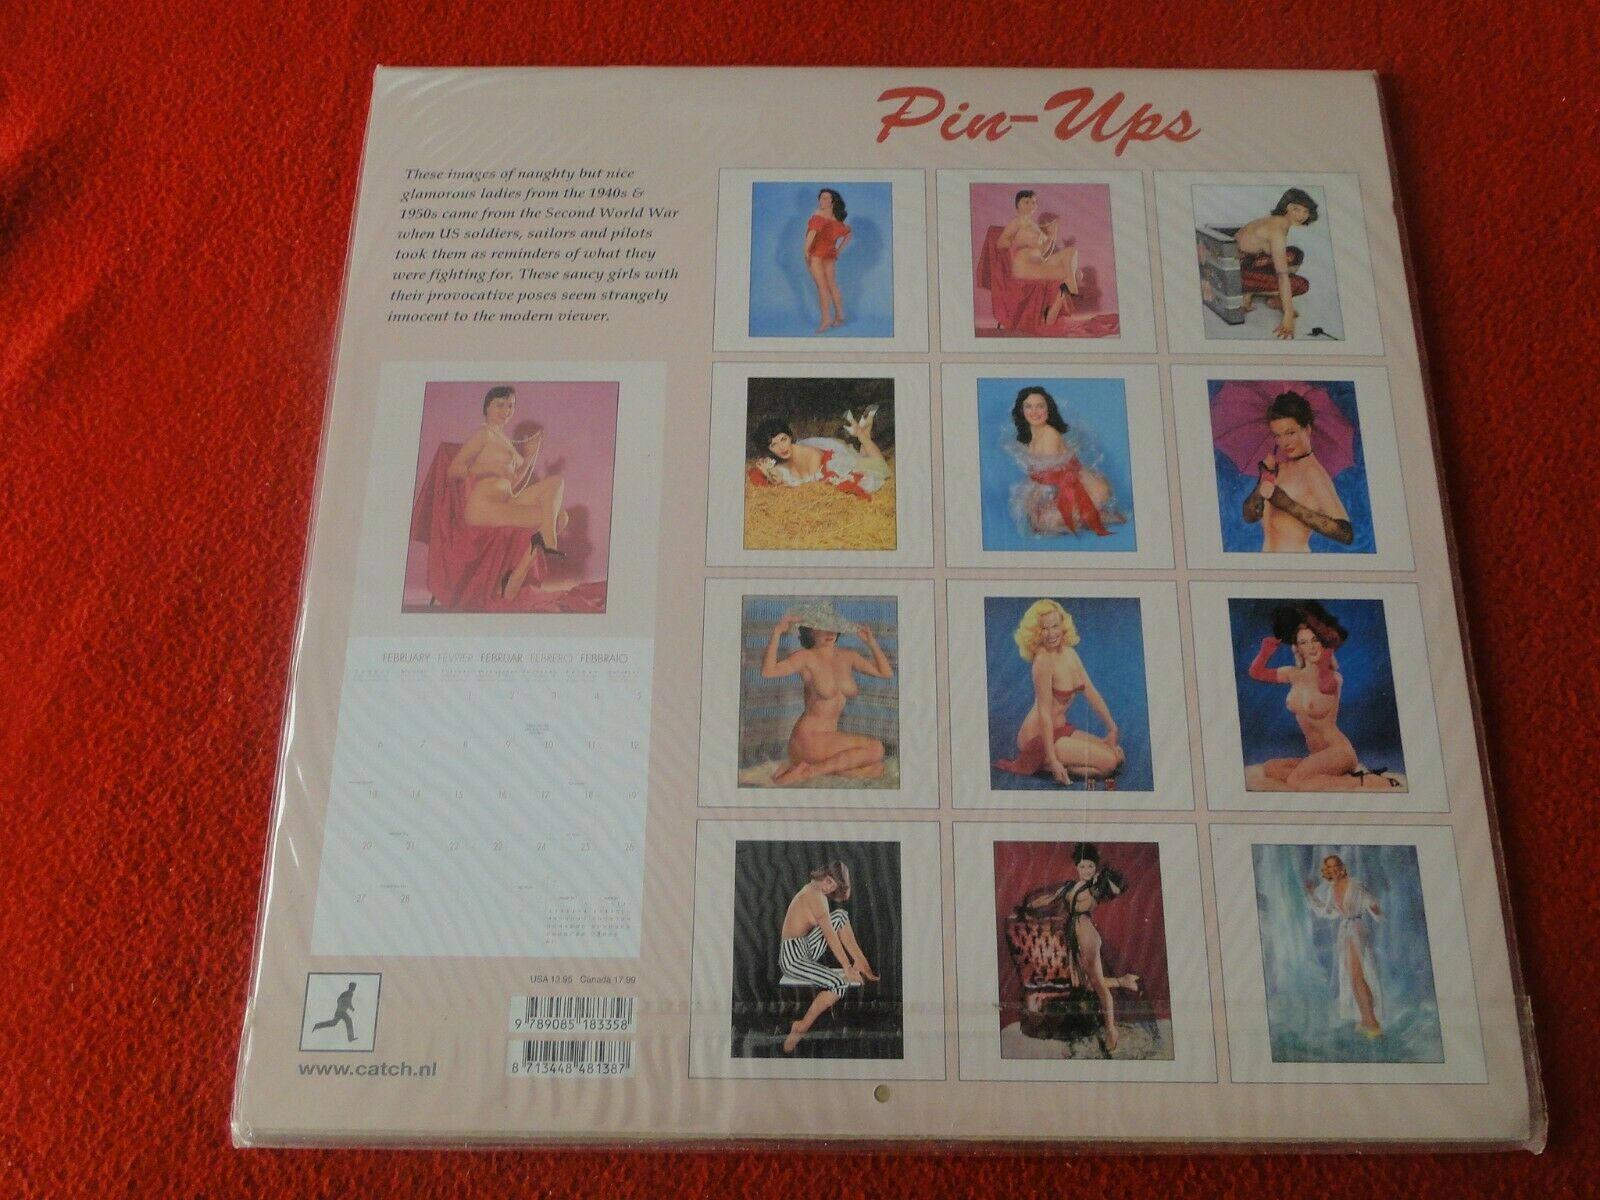 Pin-Ups
These images of naughty but nice
glamorous ladies from the 1940s &
1950s came from the Second World War
when US soldiers, sailors and pilots
took them as reminders of what they
were fighting for. These saucy girls with
their provocative poses seem strangely
innocent to the modern viewer.
FEBRUARY FÉVRIER FEBRUAR FEBRERO FEBBRAIO
1 2 3 4 5
6 7 8 9 10 11 12
13 14 15 16 17 18 19
20 21 22 23 24 25 26
27 28
USA 13.95 Canada 17.99
9 789085 183358
8 713448 481387
www.catch.nl